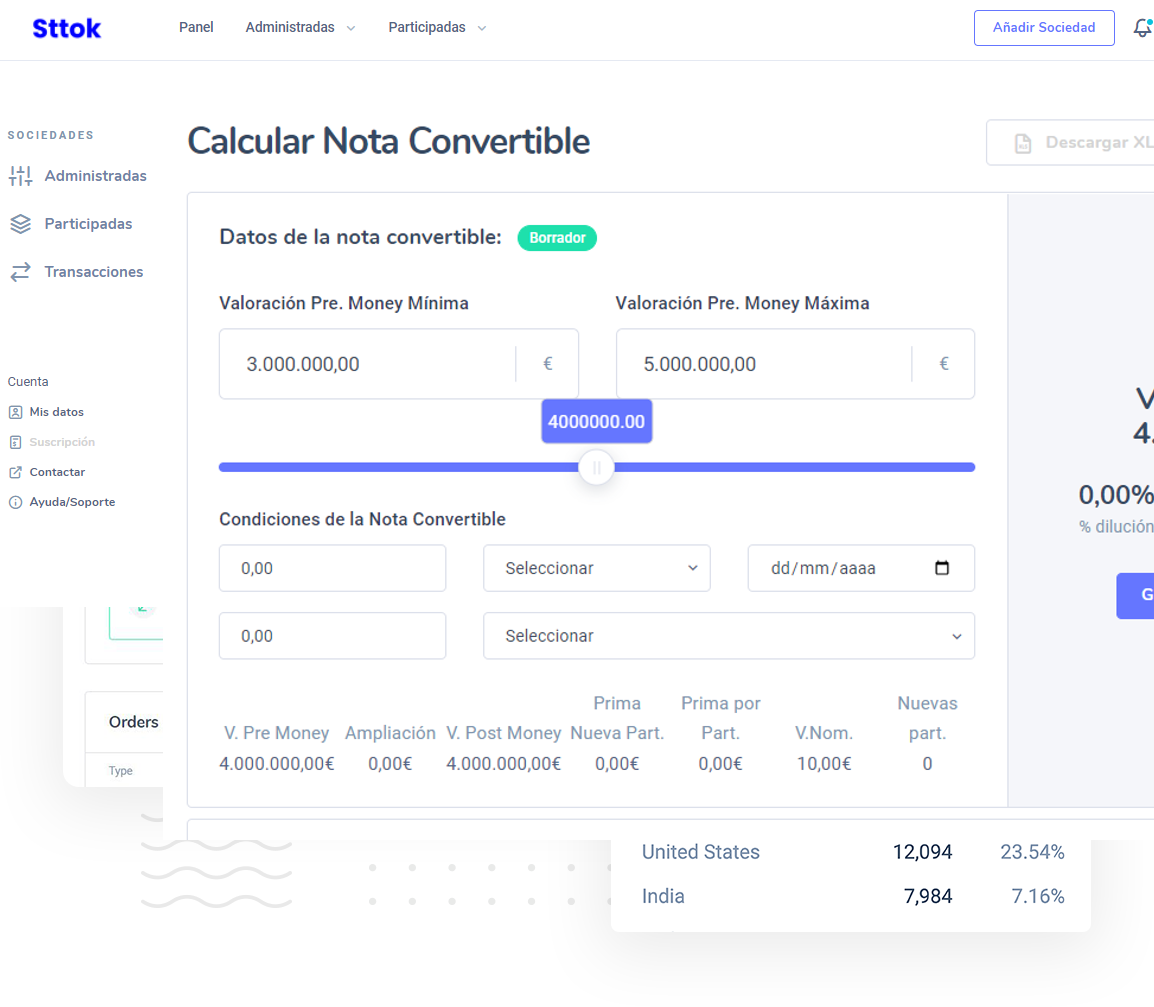 Sttok
Panel
Administradas
Participadas
Añadir Sociedad
SOCIEDADES
Administradas
Participadas
Transacciones
Cuenta
Mis datos
Suscripción
Contactar
Ayuda/Soporte
Calcular Nota Convertible
Descargar XL
Datos de la nota convertible:
Borrador
Valoración Pre. Money Mínima
Valoración Pre. Money Máxima
3.000.000,00 €
5.000.000,00 €
4000000.00
Condiciones de la Nota Convertible
0,00
Seleccionar
dd/mm/aaaa
0,00
Seleccionar
V. Pre Money
Ampliación
V. Post Money
Prima
Nueva Part.
Prima por
Part.
V.Nom.
Nuevas
part.
4.000.000,00€ 0,00€ 4.000.000,00€ 0,00€ 0,00€ 10,00€ 0
V
4.
0,00%
% dilución
G
Orders
Type
United States 12,094 23.54%
India 7,984 7.16%